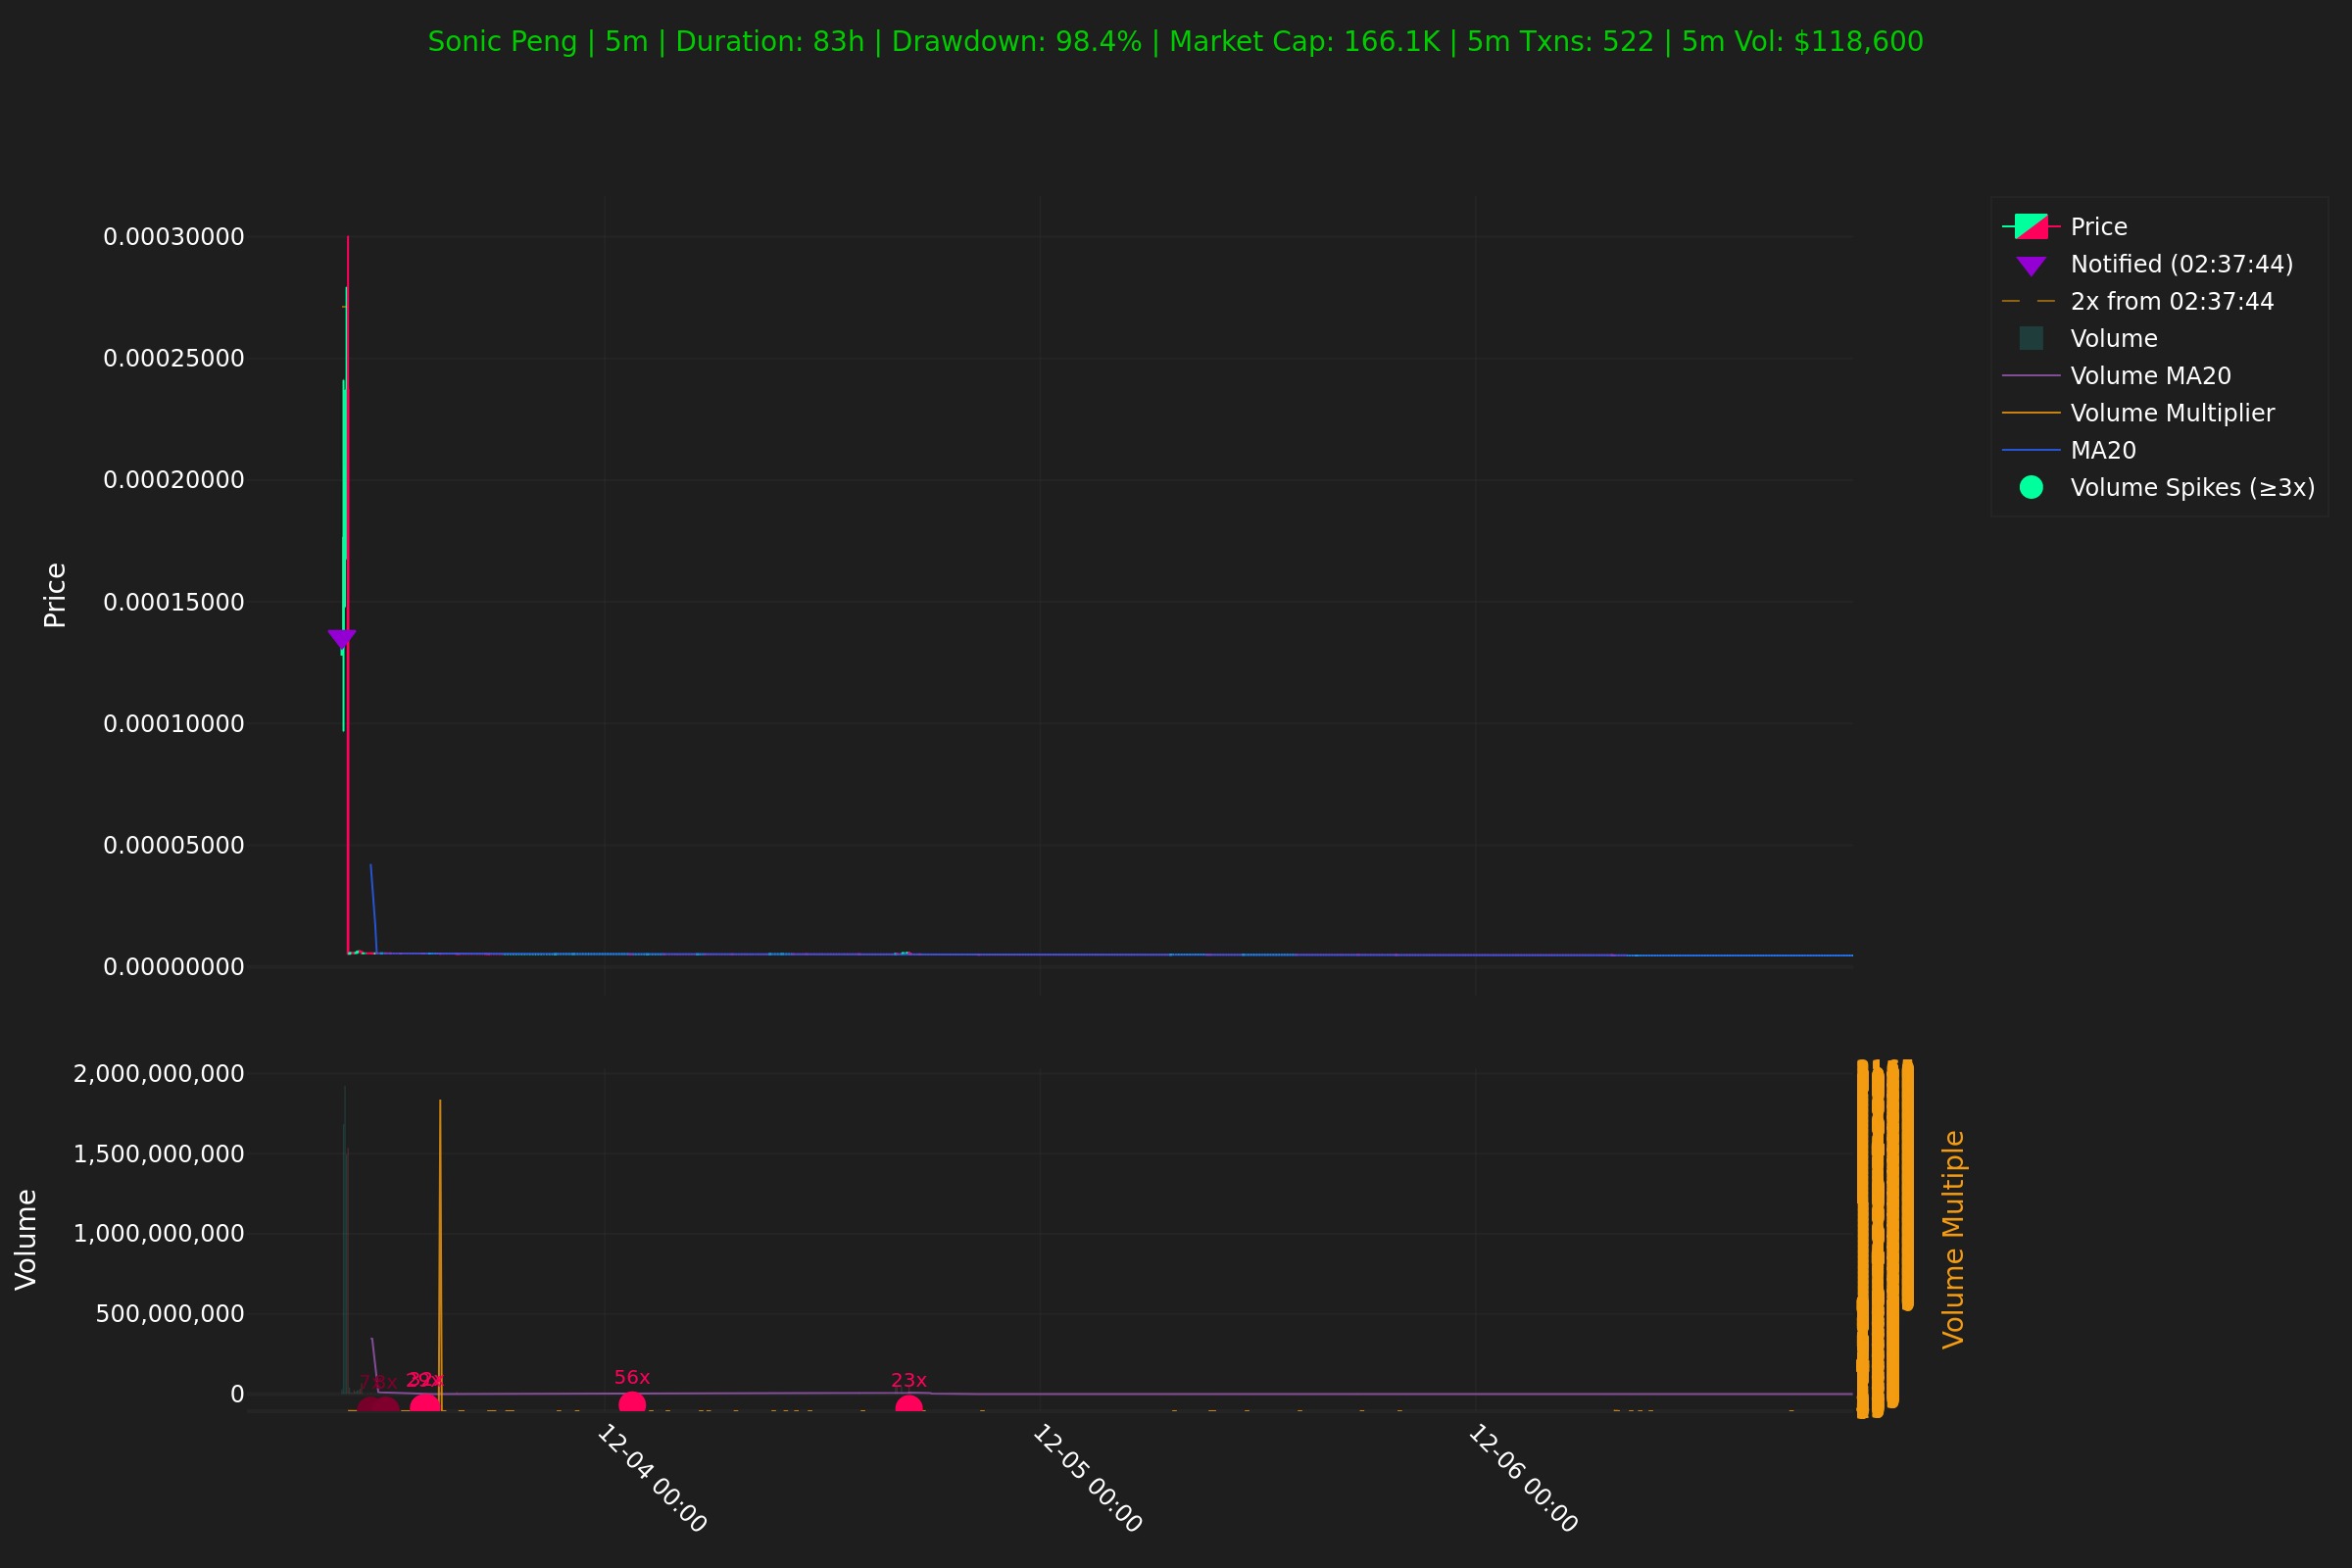 Sonic Peng | 5m | Duration: 83h | Drawdown: 98.4% | Market Cap: 166.1K | 5m Txns: 522 | 5m Vol: $118,600
Price
0.00030000
0.00025000
0.00020000
0.00015000
0.00010000
0.00005000
0.00000000
Price
Notified (02:37:44)
2x from 02:37:44
Volume
Volume MA20
Volume Multiplier
MA20
Volume Spikes (≥3x)
Volume
2,000,000,000
1,500,000,000
1,000,000,000
500,000,000
0
56x
23x
Volume Multiple
12-04 00:00
12-05 00:00
12-06 00:00